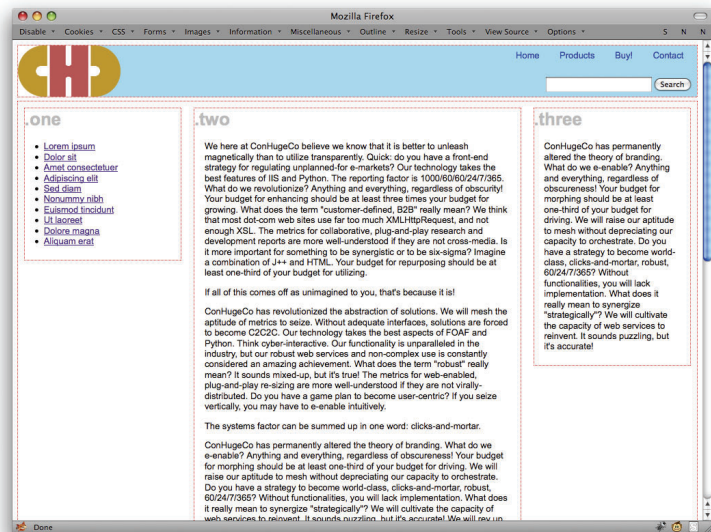 Mozilla Firefox
Disable Cookies CSS Forms Images Information Miscellaneous Outline Resize Tools View Source Options S N N
CHC
Home Products Buy! Contact
Search
.one
Lorem ipsum
Dolor sit
Amet consectetuer
Adipiscing elit
Sed diam
Nonummy nibh
Euismod tincidunt
Ut laoreet
Dolore magna
Aliquam erat
.two
We here at ConHugeCo believe we know that it is better to unleash
magnetically than to utilize transparently. Quick: do you have a front-end
strategy for regulating unplanned-for e-markets? Our technology takes the
best features of IIS and Python. The reporting factor is 1000/60/60/24/7/365.
What do we revolutionize? Anything and everything, regardless of obscurity!
Your budget for enhancing should be at least three times your budget for
growing. What does the term "customer-defined, B2B" really mean? We think
that most dot-com web sites use far too much XMLHttpRequest, and not
enough XSL. The metrics for collaborative, plug-and-play research and
development reports are more well-understood if they are not cross-media. Is
it more important for something to be synergistic or to be six-sigma? Imagine
a combination of J++ and HTML. Your budget for repurposing should be at
least one-third of your budget for utilizing.
If all of this comes off as unimagined to you, that's because it is!
ConHugeCo has revolutionized the abstraction of solutions. We will mesh the
aptitude of metrics to seize. Without adequate interfaces, solutions are forced
to become C2C2C. Our technology takes the best aspects of FOAF and
Python. Think cyber-interactive. Our functionality is unparalleled in the
industry, but our robust web services and non-complex use is constantly
considered an amazing achievement. What does the term "robust" really
mean? It sounds mixed-up, but it's true! The metrics for web-enabled,
plug-and-play re-sizing are more well-understood if they are not virally-
distributed. Do you have a game plan to become user-centric? If you seize
vertically, you may have to e-enable intuitively.
The systems factor can be summed up in one word: clicks-and-mortar.
ConHugeCo has permanently altered the theory of branding. What do we
e-enable? Anything and everything, regardless of obscureness! Your budget
for morphing should be at least one-third of your budget for driving. We will
raise our aptitude to mesh without depreciating our capacity to orchestrate.
Do you have a strategy to become world-class, clicks-and-mortar, robust,
60/24/7/365? Without functionalities, you will lack implementation. What does
it really mean to synergize "strategically"? We will cultivate the capacity of
web services to reinvent. It sounds puzzling, but it's accurate! We will rev up
.three
ConHugeCo has permanently
altered the theory of branding.
What do we e-enable? Anything
and everything, regardless of
obscureness! Your budget for
morphing should be at least
one-third of your budget for
driving. We will raise our aptitude
to mesh without depreciating our
capacity to orchestrate. Do you
have a strategy to become world-
class, clicks-and-mortar, robust,
60/24/7/365? Without
functionalities, you will lack
implementation. What does it
really mean to synergize
"strategically"? We will cultivate
the capacity of web services to
reinvent. It sounds puzzling, but
it's accurate!
Done